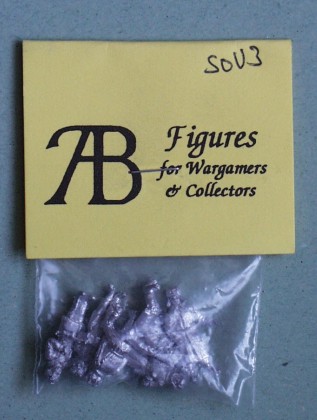 SOV3
AB
Figures
for Wargamers
& Collectors